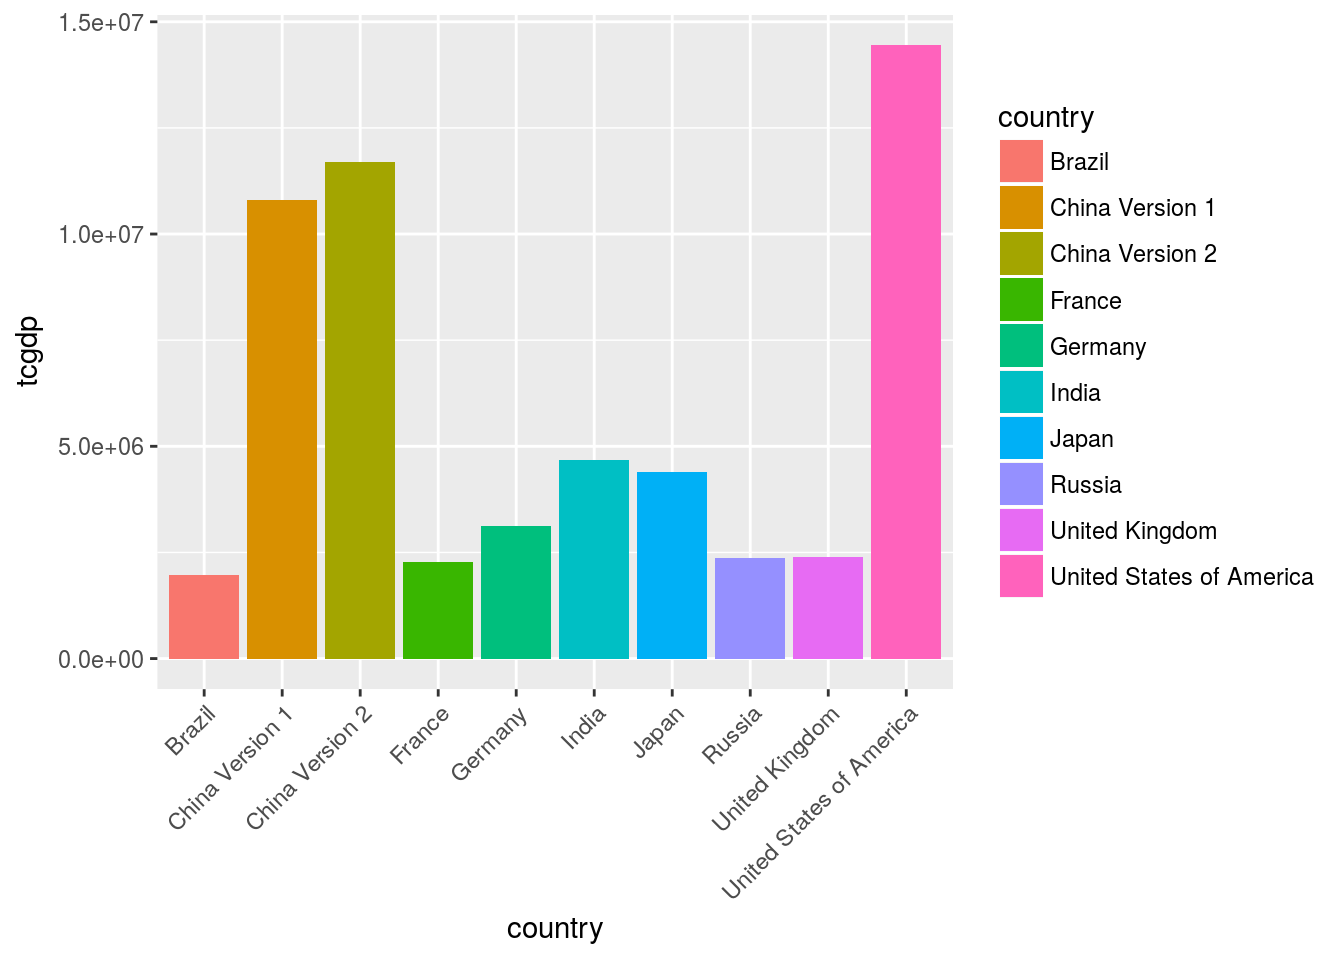 1.5e+07
1.0e+07
5.0e+06
0.0e+00
tcgdp
Brazil
China Version 1
China Version 2
France
Germany
India
Japan
Russia
United Kingdom
United States of America
country
country
Brazil
China Version 1
China Version 2
France
Germany
India
Japan
Russia
United Kingdom
United States of America